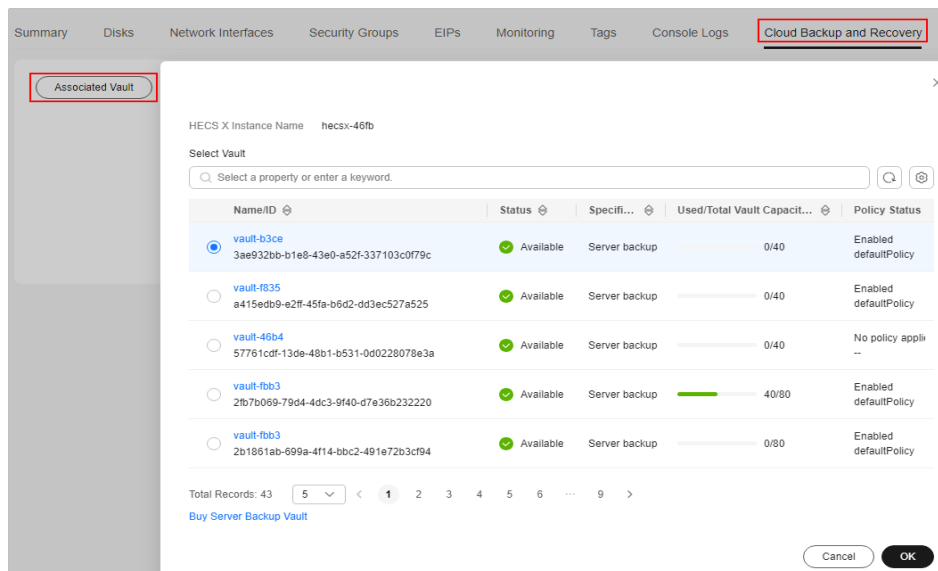 Summary Disks Network Interfaces Security Groups EIPs Monitoring Tags Console Logs Cloud Backup and Recovery
Associated Vault
HECS X Instance Name hecsx-46fb
Select Vault
Select a property or enter a keyword.
Name/ID Status Specifi... Used/Total Vault Capacit... Policy Status
vault-b3ce
3ae932bb-b1e8-43e0-a52f-337103c0f79c Available Server backup 0/40 Enabled
defaultPolicy
vault-f835
a415edb9-e2ff-45fa-b6d2-dd3ec527a525 Available Server backup 0/40 Enabled
defaultPolicy
vault-46b4
57761cdf-13de-48b1-b531-0d0228078e3a Available Server backup 0/40 No policy appli
--
vault-fbb3
2fb7b069-79d4-4dc3-9f40-d7e36b232220 Available Server backup 40/80 Enabled
defaultPolicy
vault-fbb3
2b1861ab-699a-4f14-bbc2-491e72b3cf94 Available Server backup 0/80 Enabled
defaultPolicy
Total Records: 43 5 < 1 2 3 4 5 6 ... 9 >
Buy Server Backup Vault
Cancel OK